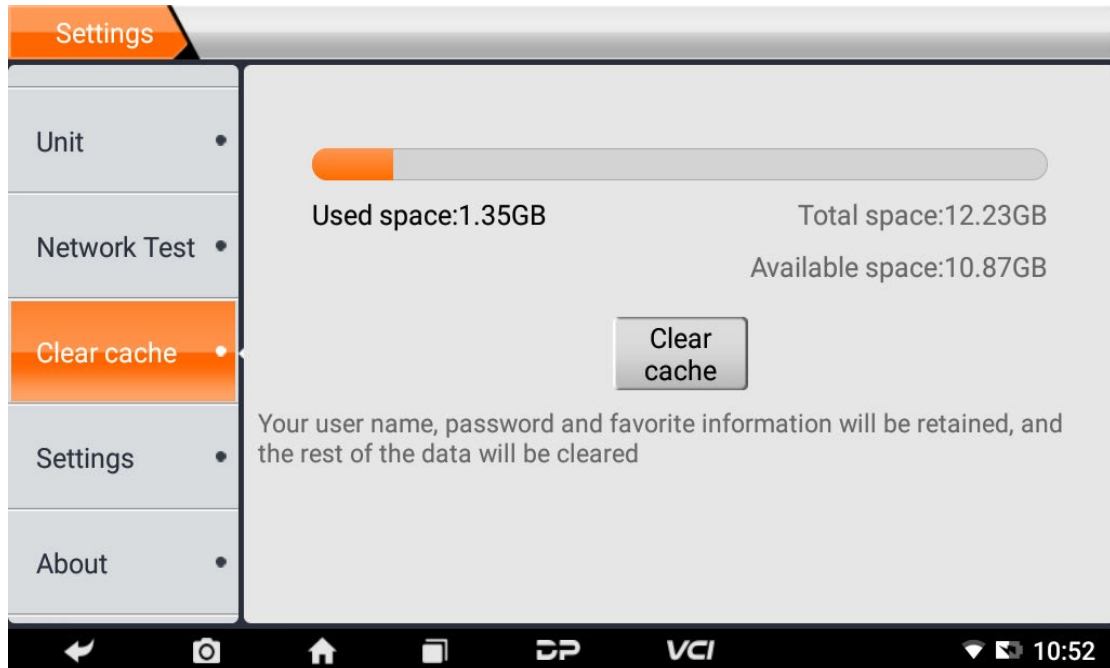 Settings
Unit
Network Test
Clear cache
Settings
About
Used space:1.35GB
Total space:12.23GB
Available space:10.87GB
Clear
cache
Your user name, password and favorite information will be retained, and
the rest of the data will be cleared
DP
VCI
10:52